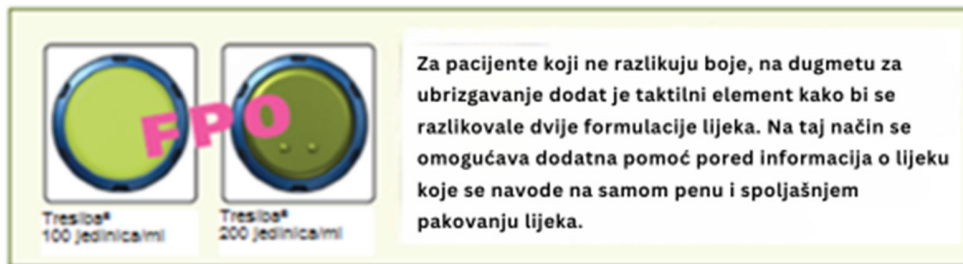 FPO
Tresiba®
100 jedinica/ml
Tresiba®
200 jedinica/ml
Za pacijente koji ne razlikuju boje, na dugmetu za
ubrizgavanje dodat je taktilni element kako bi se
razlikovale dvije formulacije lijeka. Na taj način se
omogućava dodatna pomoć pored informacija o lijeku
koje se navode na samom penu i spoljašnjem
pakovanju lijeka.